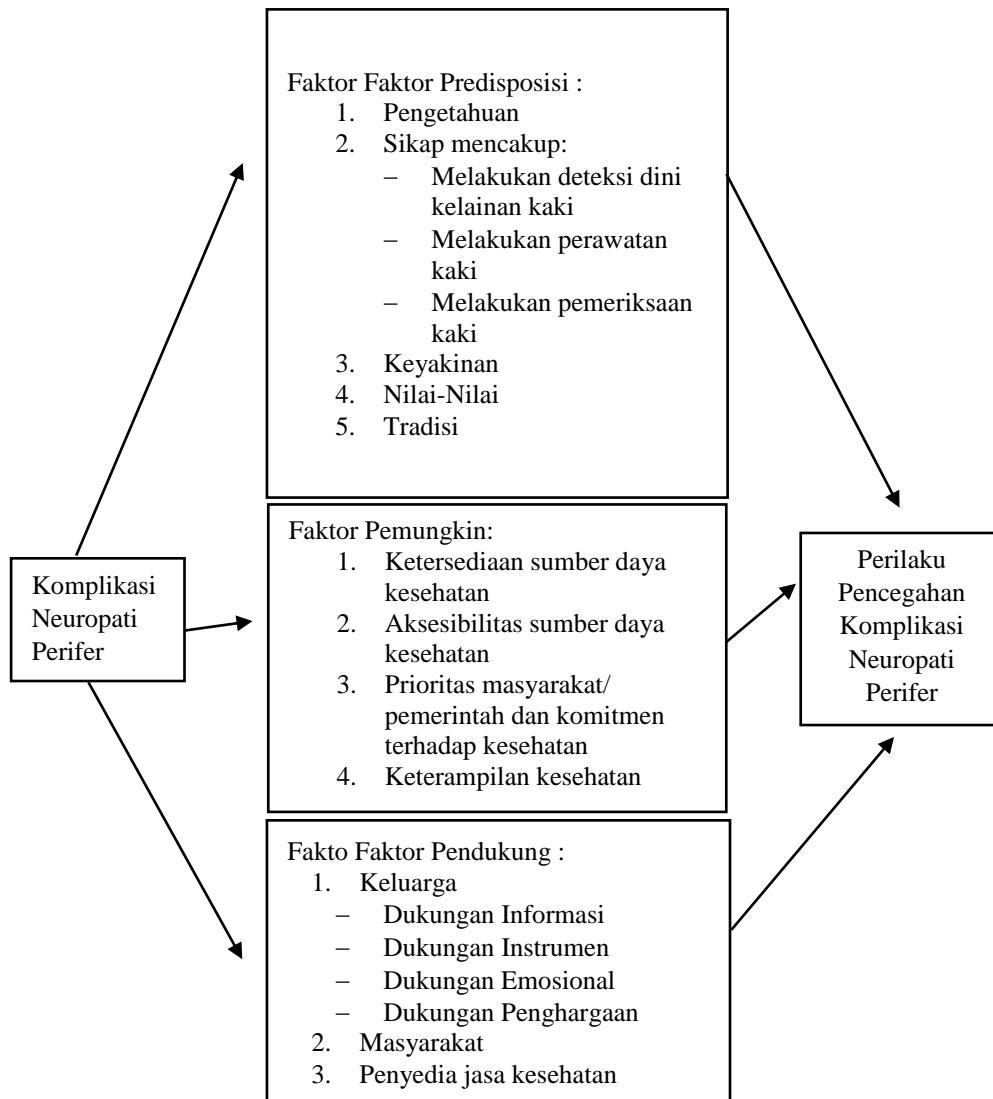 Faktor Faktor Predisposisi :
1. Pengetahuan
2. Sikap mencakup:
– Melakukan deteksi dini
kelainan kaki
– Melakukan perawatan
kaki
– Melakukan pemeriksaan
kaki
3. Keyakinan
4. Nilai-Nilai
5. Tradisi
Komplikasi
Neuropati
Perifer
Faktor Pemungkin:
1. Ketersediaan sumber daya
kesehatan
2. Aksesibilitas sumber daya
kesehatan
3. Prioritas masyarakat/
pemerintah dan komitmen
terhadap kesehatan
4. Keterampilan kesehatan
Perilaku
Pencegahan
Komplikasi
Neuropati
Perifer
Fakto Faktor Pendukung :
1. Keluarga
– Dukungan Informasi
– Dukungan Instrumen
– Dukungan Emosional
– Dukungan Penghargaan
2. Masyarakat
3. Penyedia jasa kesehatan